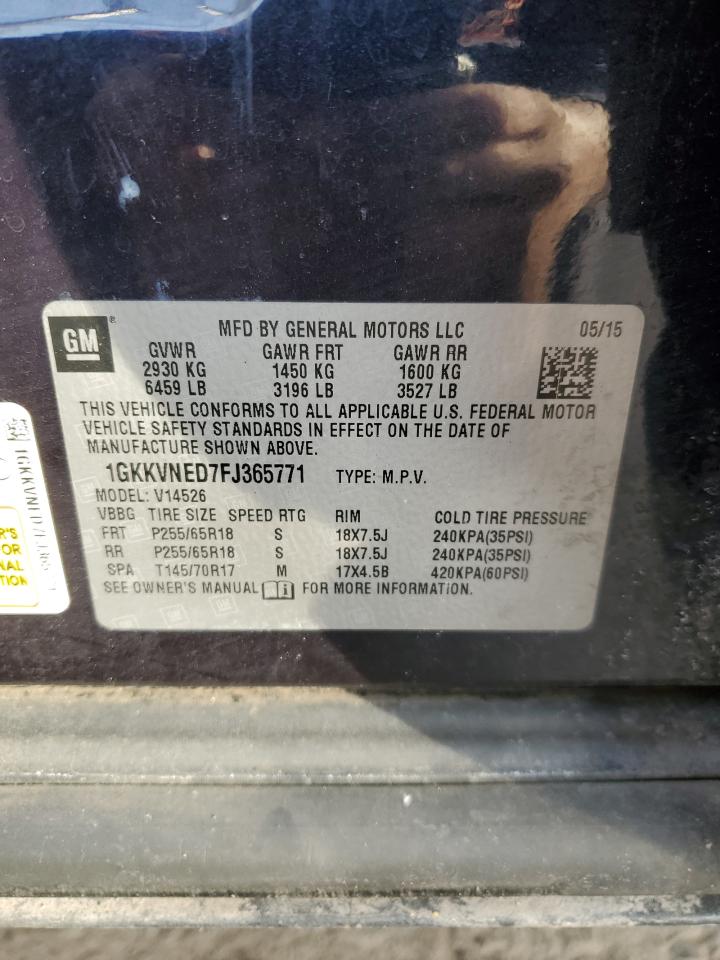 GM®
MFD BY GENERAL MOTORS LLC 05/15
GVWR GAWR FRT GAWR RR
2930 KG 1450 KG 1600 KG
6459 LB 3196 LB 3527 LB
THIS VEHICLE CONFORMS TO ALL APPLICABLE U.S. FEDERAL MOTOR
VEHICLE SAFETY STANDARDS IN EFFECT ON THE DATE OF
MANUFACTURE SHOWN ABOVE.
1GKKVNED7FJ365771 TYPE: M.P.V.
MODEL: V14526
VBBG TIRE SIZE SPEED RTG RIM COLD TIRE PRESSURE
FRT P255/65R18 S 18X7.5J 240KPA(35PSI)
RR P255/65R18 S 18X7.5J 240KPA(35PSI)
SPA T145/70R17 M 17X4.5B 420KPA(60PSI)
SEE OWNER'S MANUAL i FOR MORE INFORMATION.
R'S
FOR
NAL
TION